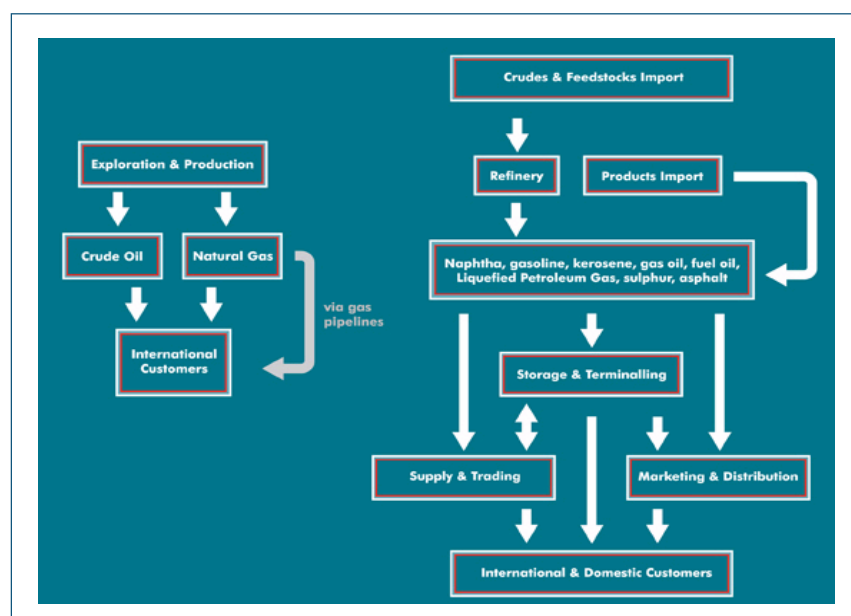 Crudes & Feedstocks Import
Exploration & Production
Refinery
Products Import
Crude Oil
Natural Gas
Naphtha, gasoline, kerosene, gas oil, fuel oil,
Liquefied Petroleum Gas, sulphur, asphalt
via gas
pipelines
International
Customers
Storage & Terminalling
Supply & Trading
Marketing & Distribution
International & Domestic Customers